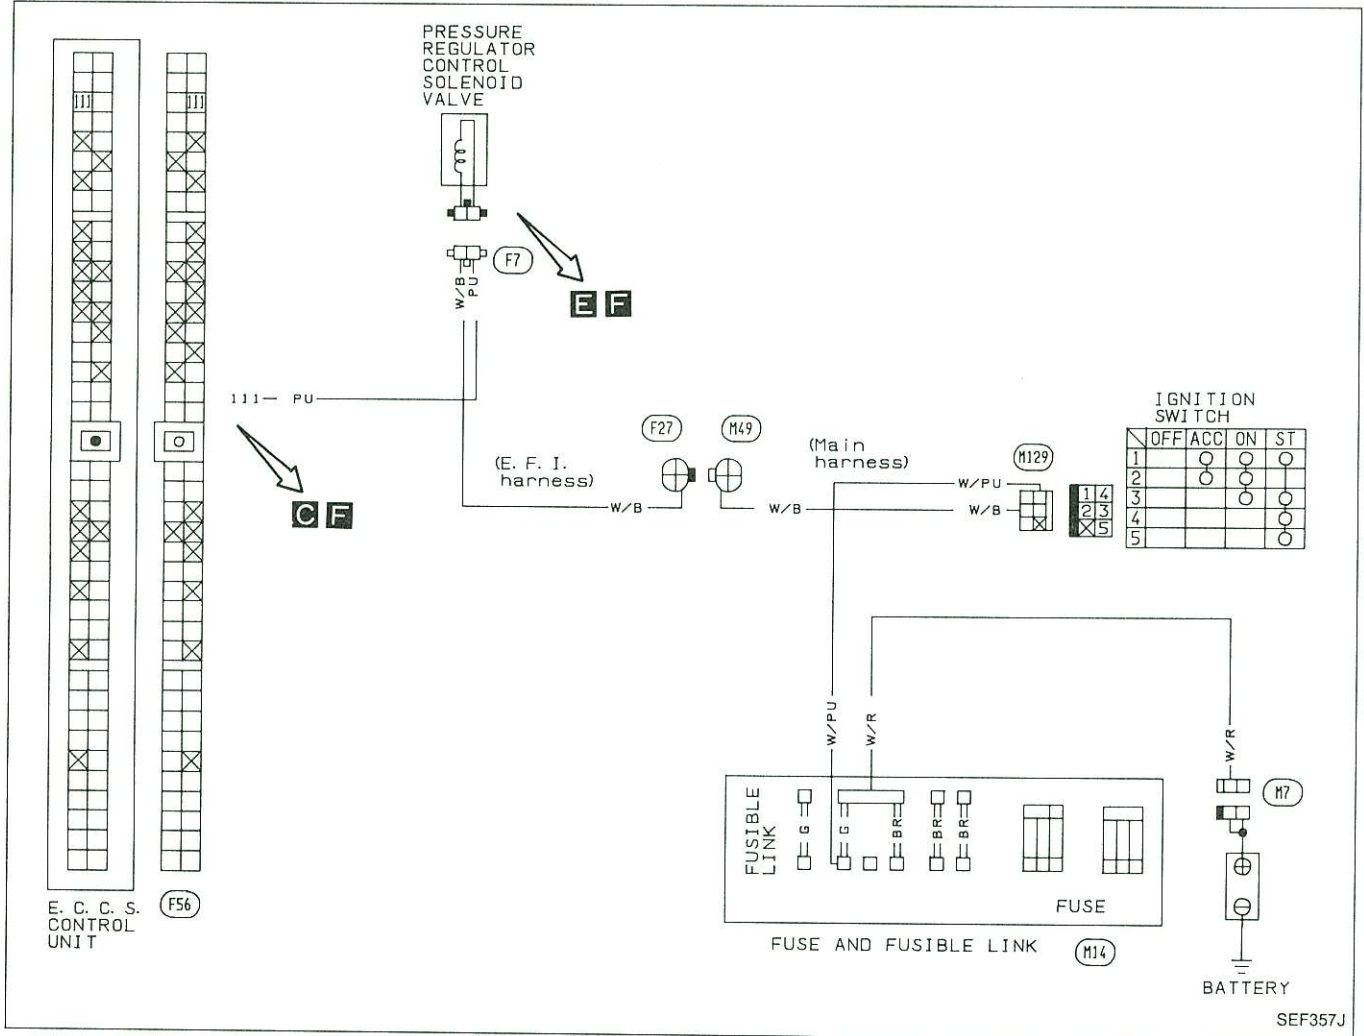 PRESSURE
REGULATOR
CONTROL
SOLENOID
VALVE
111
111
F7
W/B
PU
E F
111
PU
C F
(E. F. I.
harness)
W/B
F27
M49
W/B
(Main
harness)
W/PU
W/B
M129
1 4
2 3
5
IGNITION
SWITCH
OFF ACC ON ST
1
2
3
4
5
W/PU
W/R
W/R
M7
FUSIBLE
LINK
G
G
BR
BR
BR
FUSE
FUSE AND FUSIBLE LINK
M14
BATTERY
E. C. C. S.
CONTROL
UNIT
F56
SEF357J